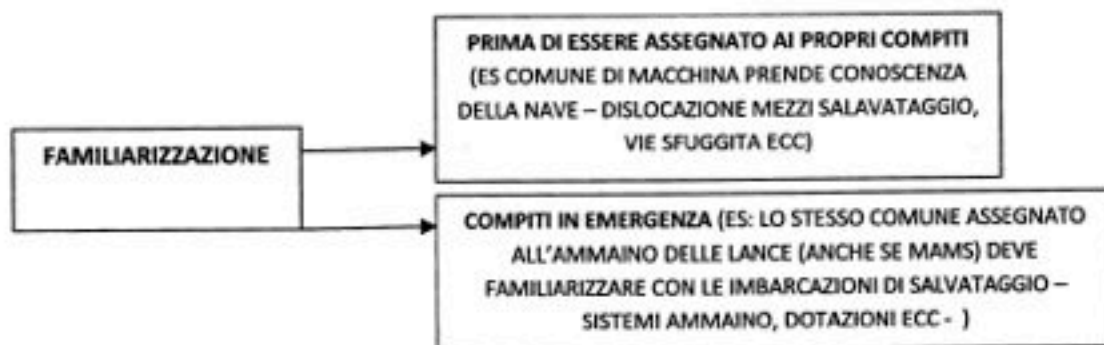 FAMILIARIZZAZIONE
PRIMA DI ESSERE ASSEGNATO AI PROPRI COMPITI
(ES COMUNE DI MACCHINA PRENDE CONOSCENZA
DELLA NAVE – DISLOCAZIONE MEZZI SALAVATAGGIO,
VIE SFUGGITA ECC)
COMPITI IN EMERGENZA (ES: LO STESSO COMUNE ASSEGNATO
ALL'AMMAINO DELLE LANCE (ANCHE SE MAMS) DEVE
FAMILIARIZZARE CON LE IMBARCAZIONI DI SALVATAGGIO –
SISTEMI AMMAINO, DOTAZIONI ECC - )